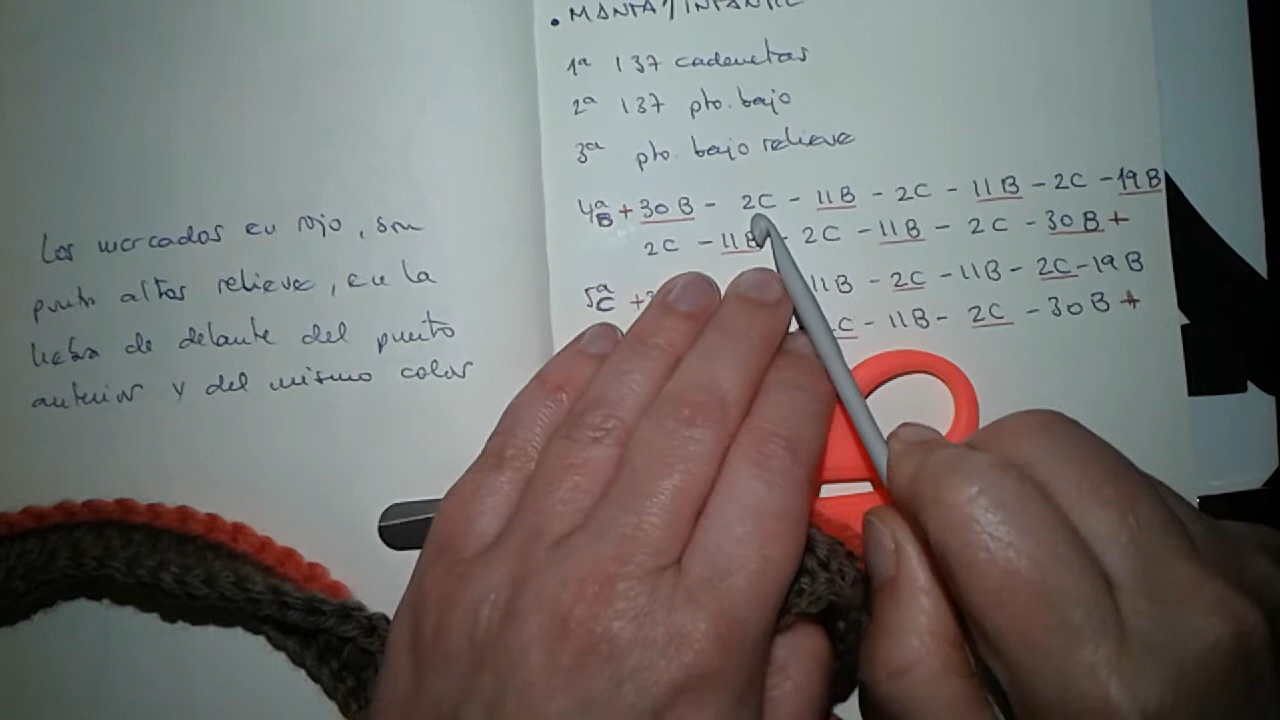 Los marcados en rojo, son
punto altos relieve, en la
hebra de delante del punto
anterior y del mismo color
• MANTA / INFANTIL
1ª 137 cadenetas
2ª 137 pto. bajo
3ª pto. bajo relieve
4ª B + 30B - 2C - 11B - 2C - 11B - 2C - 19B
2C - 11B - 2C - 11B - 2C - 30B +
5ª C + 11B - 2C - 11B - 2C - 19B
C - 11B - 2C - 30B +